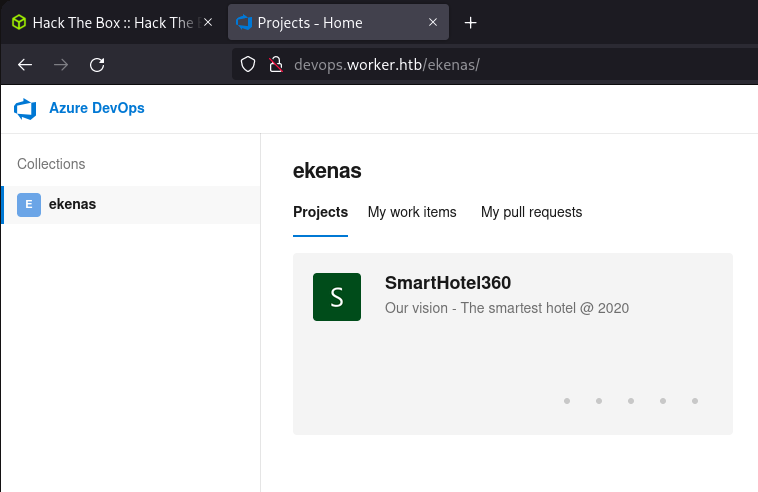 Hack The Box :: Hack The
Projects - Home
devops.worker.htb/ekenas/
Azure DevOps
Collections
E
ekenas
ekenas
Projects
My work items
My pull requests
S
SmartHotel360
Our vision - The smartest hotel @ 2020